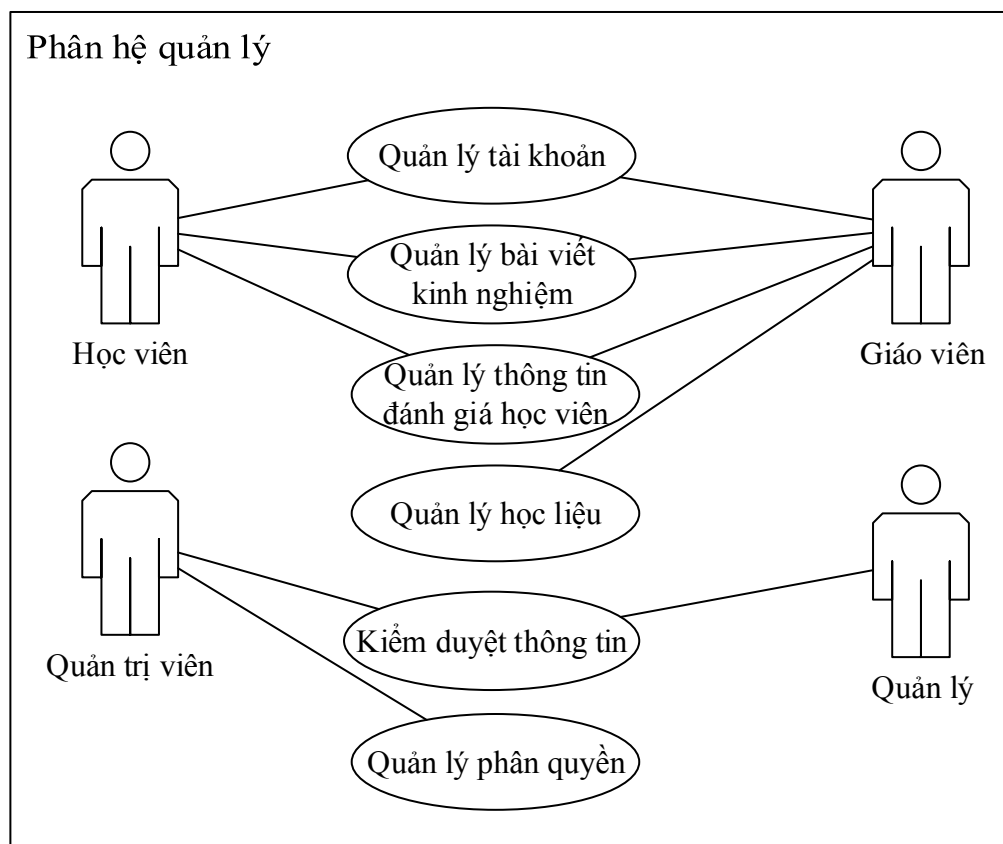 Phân hệ quản lý
Quản lý tài khoản
Quản lý bài viết
kinh nghiệm
Học viên
Giáo viên
Quản lý thông tin
đánh giá học viên
Quản lý học liệu
Kiểm duyệt thông tin
Quản trị viên
Quản lý
Quản lý phân quyền